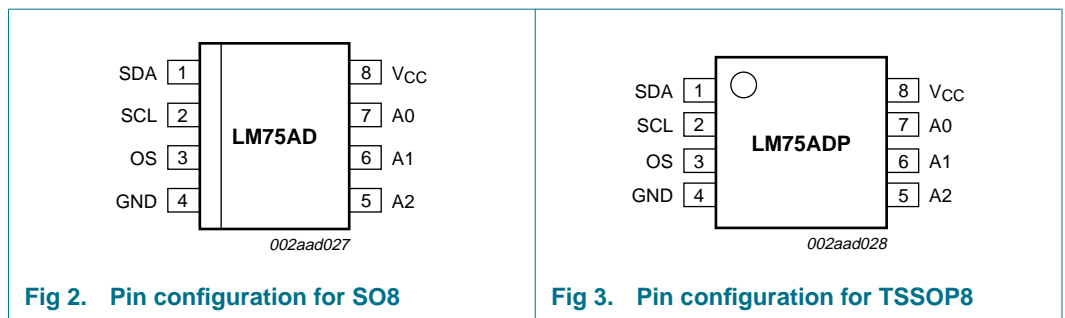 SDA 1 8 VCC
SCL 2 7 A0
LM75AD
OS 3 6 A1
GND 4 5 A2
002aad027
Fig 2. Pin configuration for SO8
SDA 1 8 VCC
SCL 2 7 A0
LM75ADP
OS 3 6 A1
GND 4 5 A2
002aad028
Fig 3. Pin configuration for TSSOP8